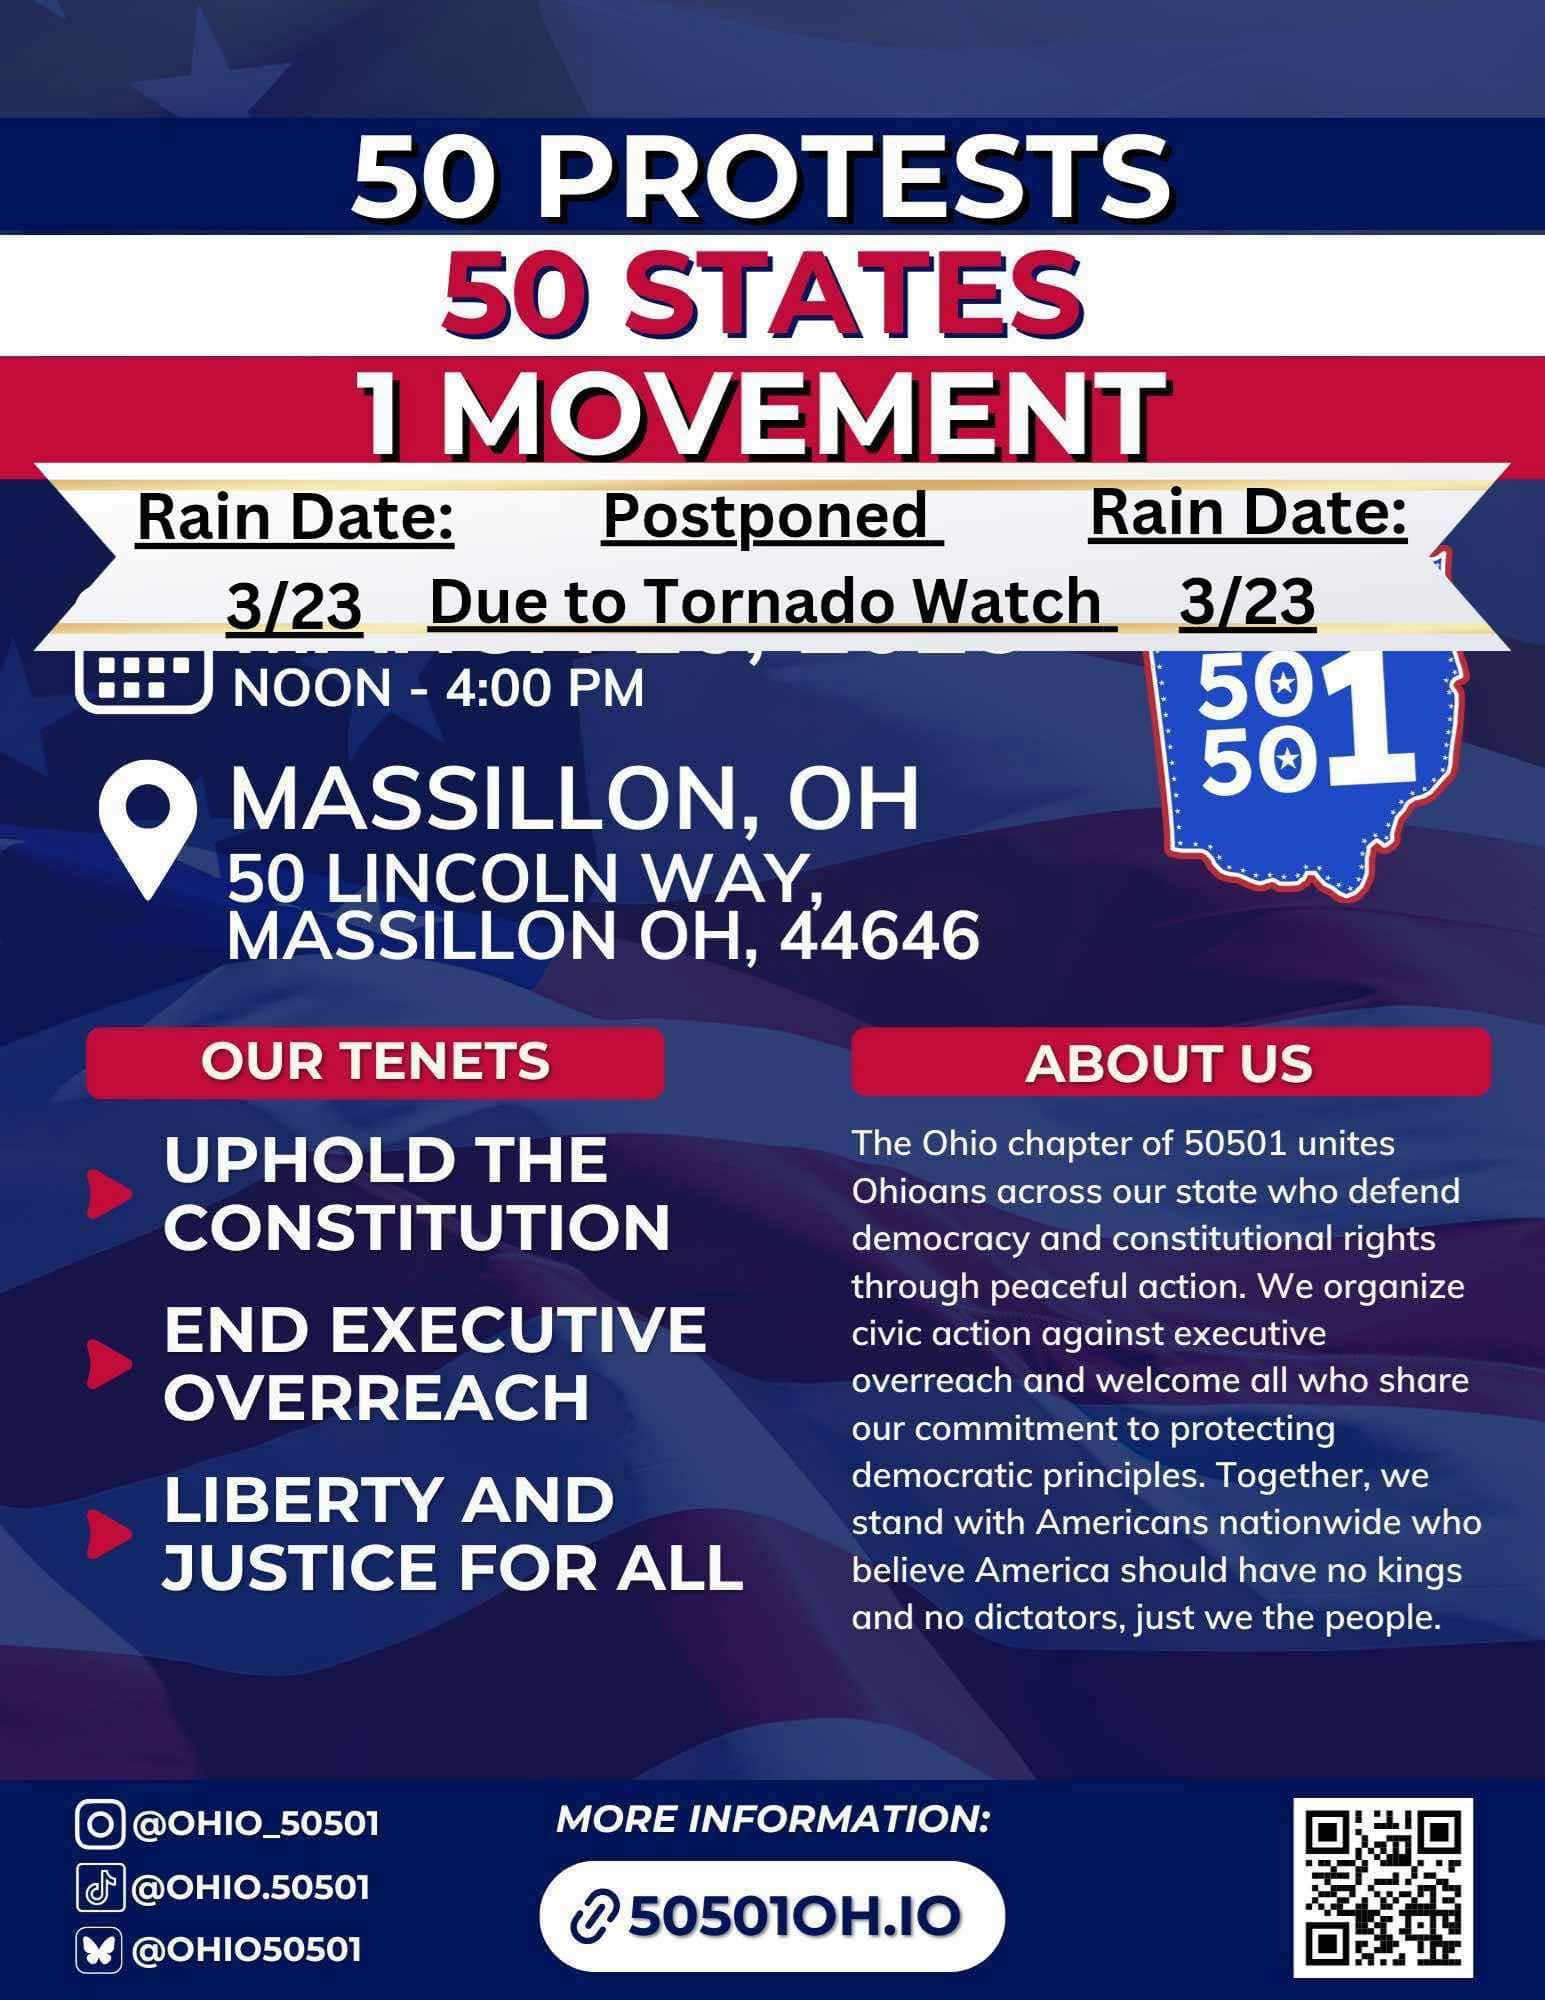 50 PROTESTS
50 STATES
1 MOVEMENT
Rain Date: Postponed Rain Date:
3/23 Due to Tornado Watch 3/23
NOON - 4:00 PM
50
50
1
MASSILLON, OH
50 LINCOLN WAY,
MASSILLON OH, 44646
OUR TENETS
UPHOLD THE
CONSTITUTION
END EXECUTIVE
OVERREACH
LIBERTY AND
JUSTICE FOR ALL
ABOUT US
The Ohio chapter of 50501 unites
Ohioans across our state who defend
democracy and constitutional rights
through peaceful action. We organize
civic action against executive
overreach and welcome all who share
our commitment to protecting
democratic principles. Together, we
stand with Americans nationwide who
believe America should have no kings
and no dictators, just we the people.
@OHIO_50501
@OHIO.50501
@OHIO50501
MORE INFORMATION:
50501OH.IO